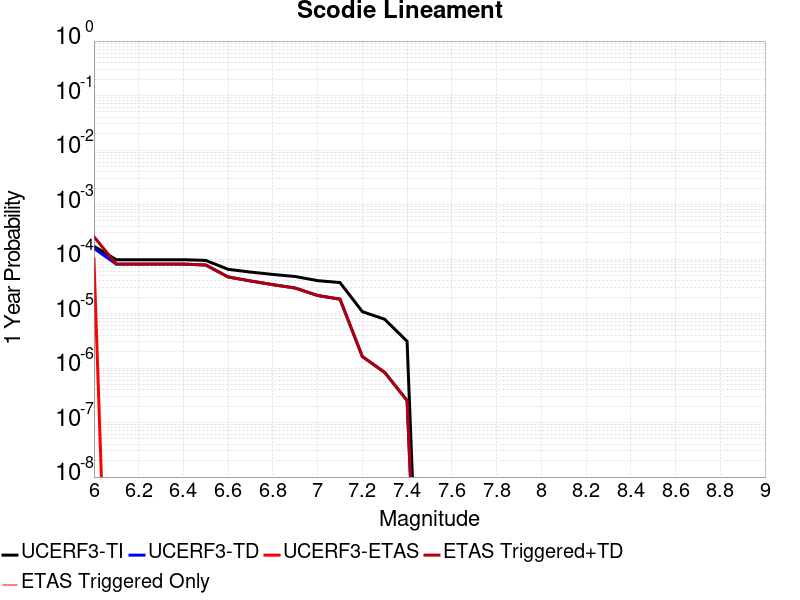 Scodie Lineament
10^0
10^-1
10^-2
10^-3
10^-4
10^-5
10^-6
10^-7
10^-8
1 Year Probability
6 6.2 6.4 6.6 6.8 7 7.2 7.4 7.6 7.8 8 8.2 8.4 8.6 8.8 9
Magnitude
UCERF3-TI UCERF3-TD UCERF3-ETAS ETAS Triggered+TD
ETAS Triggered Only